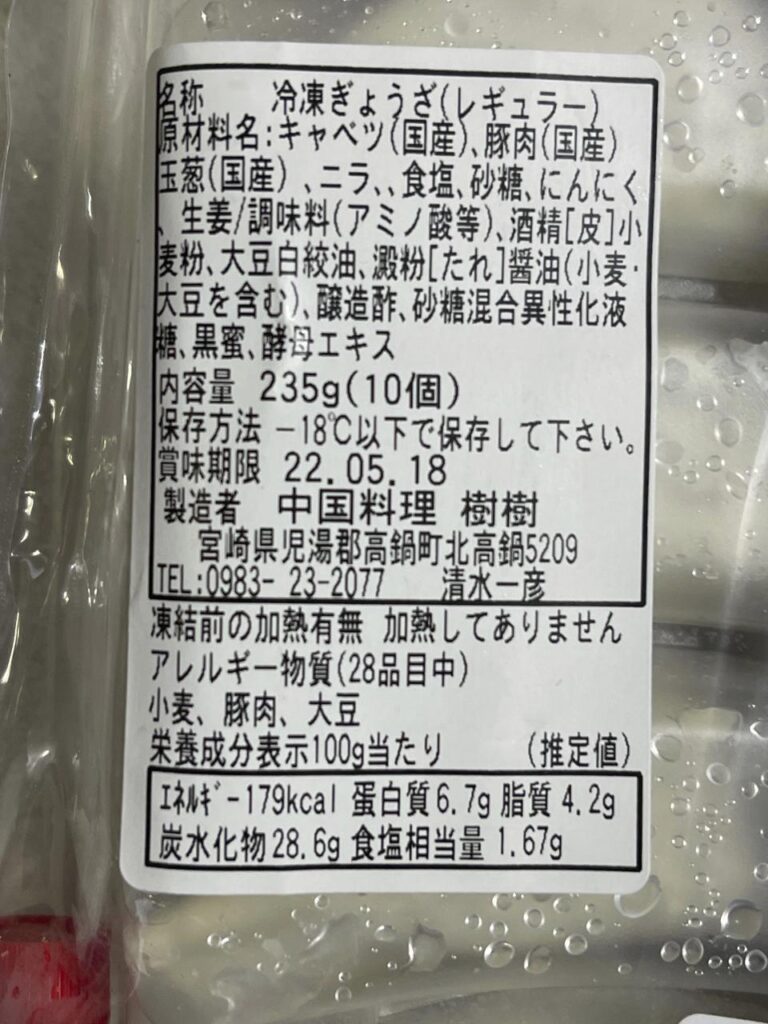 名称 冷凍ぎょうざ(レギュラー)
原材料名:キャベツ(国産)、豚肉(国産)
玉葱(国産)、ニラ、、食塩、砂糖、にんにく
、生姜/調味料(アミノ酸等)、酒精[皮]小
麦粉、大豆白絞油、澱粉[たれ]醤油(小麦・
大豆を含む)、醸造酢、砂糖混合異性化液
糖、黒蜜、酵母エキス
内容量 235g(10個)
保存方法 -18℃以下で保存して下さい。
賞味期限 22.05.18
製造者 中国料理 樹樹
宮崎県児湯郡高鍋町北高鍋5209
TEL:0983- 23-2077 清水一彦
凍結前の加熱有無 加熱してありません
アレルギー物質(28品目中)
小麦、豚肉、大豆
栄養成分表示100g当たり (推定値)
エネルギー179kcal 蛋白質6.7g 脂質 4.2g
炭水化物28.6g 食塩相当量 1.67g